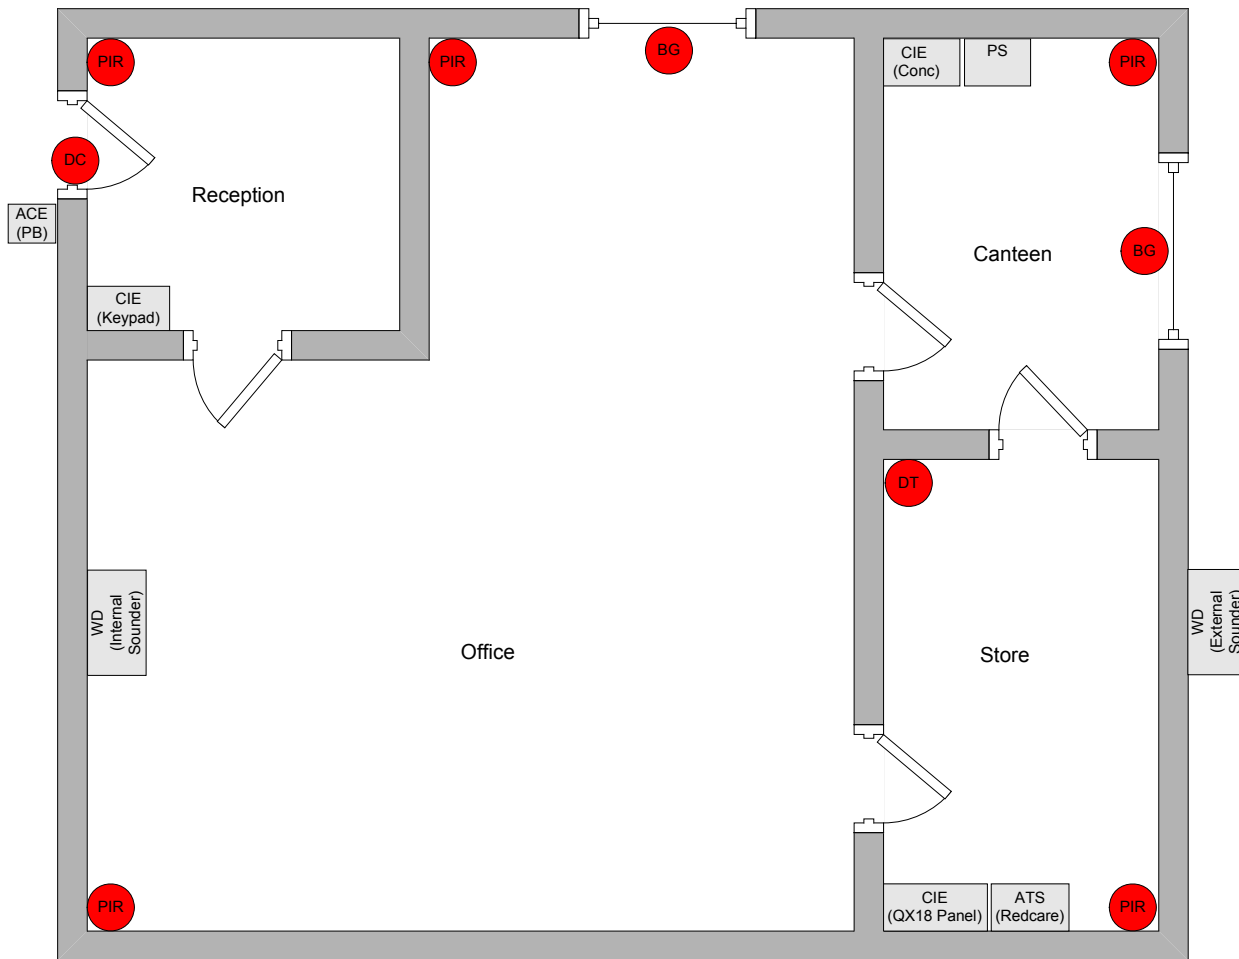 PIR
PIR
BG
CIE
(Conc)
PS
PIR
DC
Reception
ACE
(PB)
Canteen
BG
CIE
(Keypad)
DT
WD
(Internal
Sounder)
Office
Store
WD
(External
Sounder)
PIR
CIE
(QX18 Panel)
ATS
(Redcare)
PIR